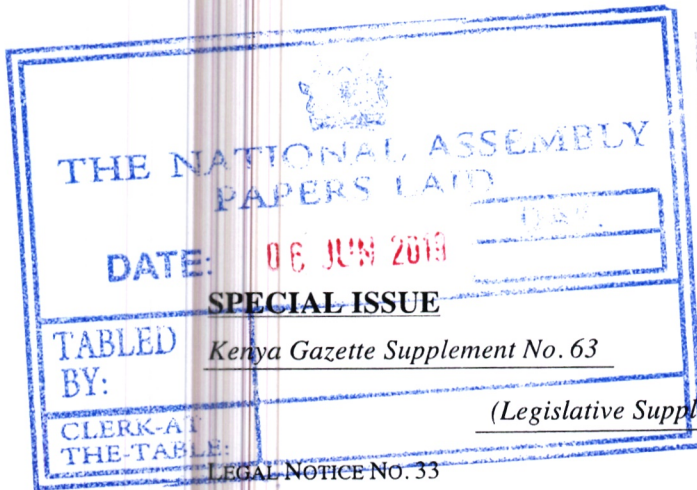 THE NATIONAL ASSEMBLY
PAPERS LAID
DAY.
DATE: 06 JUN 2019
SPECIAL ISSUE
TABLED
BY:
Kenya Gazette Supplement No. 63
(Legislative Suppl
CLERK-AT
THE-TABLE:
LEGAL NOTICE NO. 33